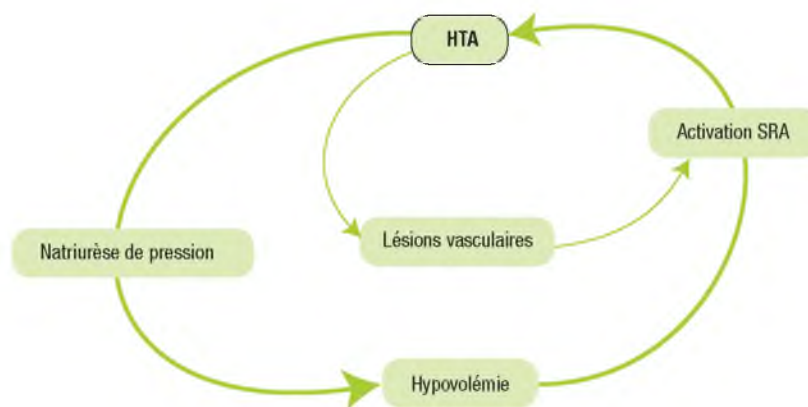 HTA
Activation SRA
Lésions vasculaires
Natriurèse de pression
Hypovolémie